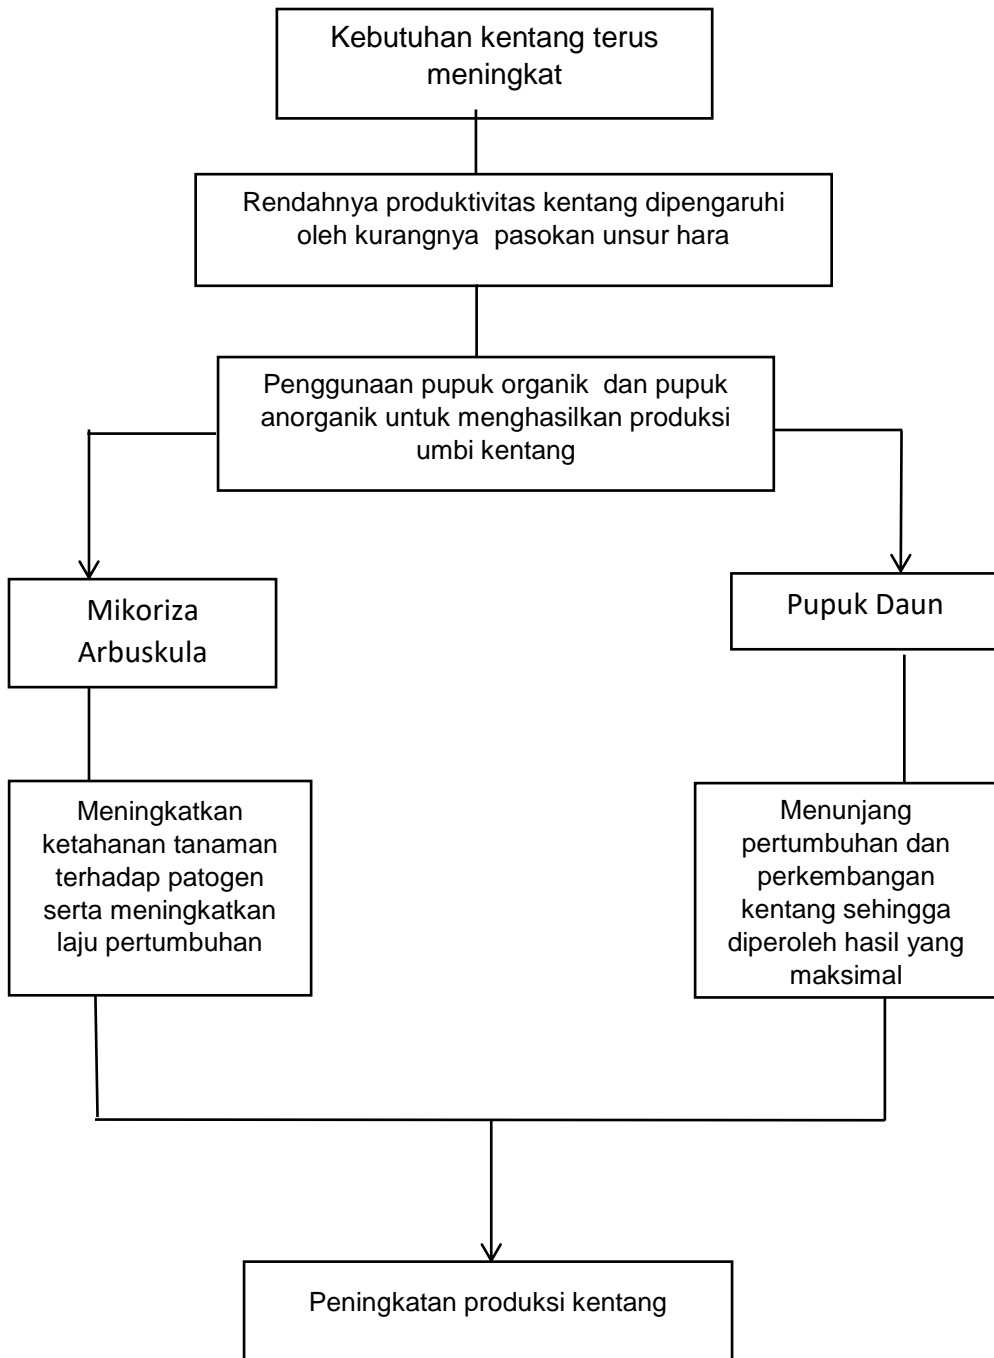 Kebutuhan kentang terus
meningkat
Rendahnya produktivitas kentang dipengaruhi
oleh kurangnya  pasokan unsur hara
Penggunaan pupuk organik  dan pupuk
anorganik untuk menghasilkan produksi
umbi kentang
Mikoriza
Arbuskula
Pupuk Daun
Meningkatkan
ketahanan tanaman
terhadap patogen
serta meningkatkan
laju pertumbuhan
Menunjang
pertumbuhan dan
perkembangan
kentang sehingga
diperoleh hasil yang
maksimal
Peningkatan produksi kentang